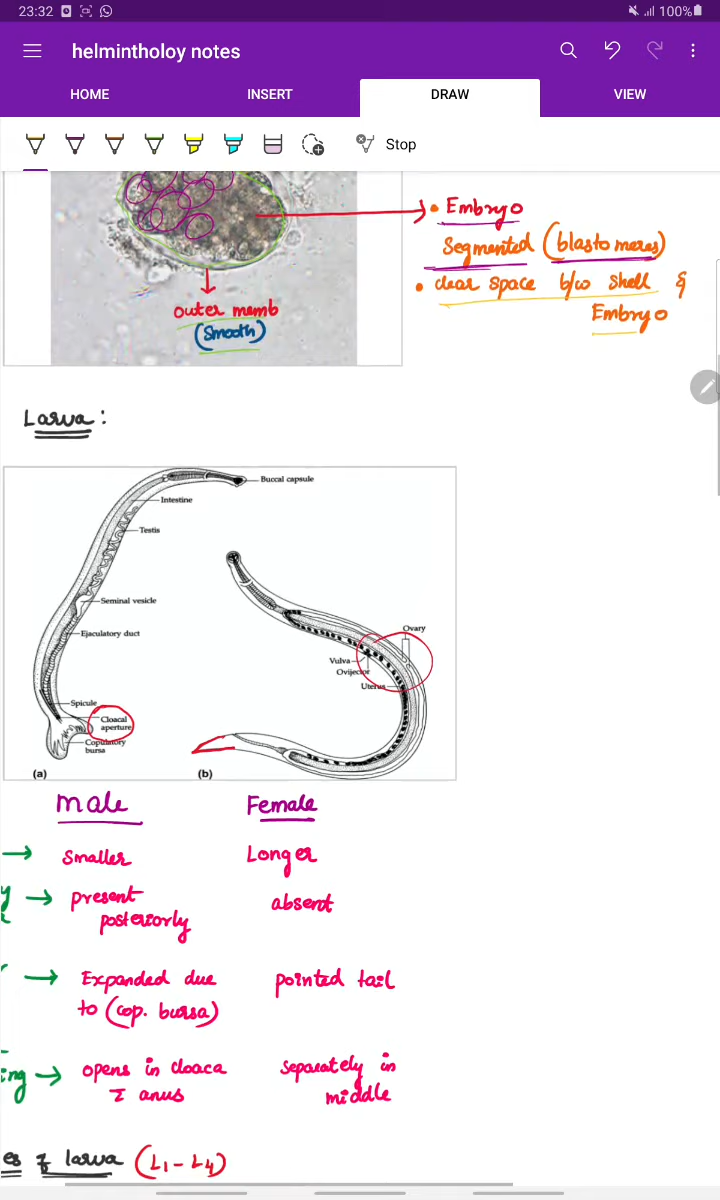 23:32
100%
helmintholoy notes
HOME
INSERT
DRAW
VIEW
Stop
• Embryo
Segmented (blastomeres)
• clear space b/w shell &
Embryo
outer memb
(Smooth)
Larva:
Buccal capsule
Intestine
Testis
Seminal vesicle
Ejaculatory duct
Spicule
Cloacal
aperture
Copulatory
bursa
(a)
Ovary
Vulva
Ovijector
Uterus
(b)
male Female
→ Smaller Longer
→ present absent
posteriorly
→ Expanded due pointed tail
to (cop. bursa)
ing → opens in cloaca Separately in
anus middle
larva (L1 - L4)